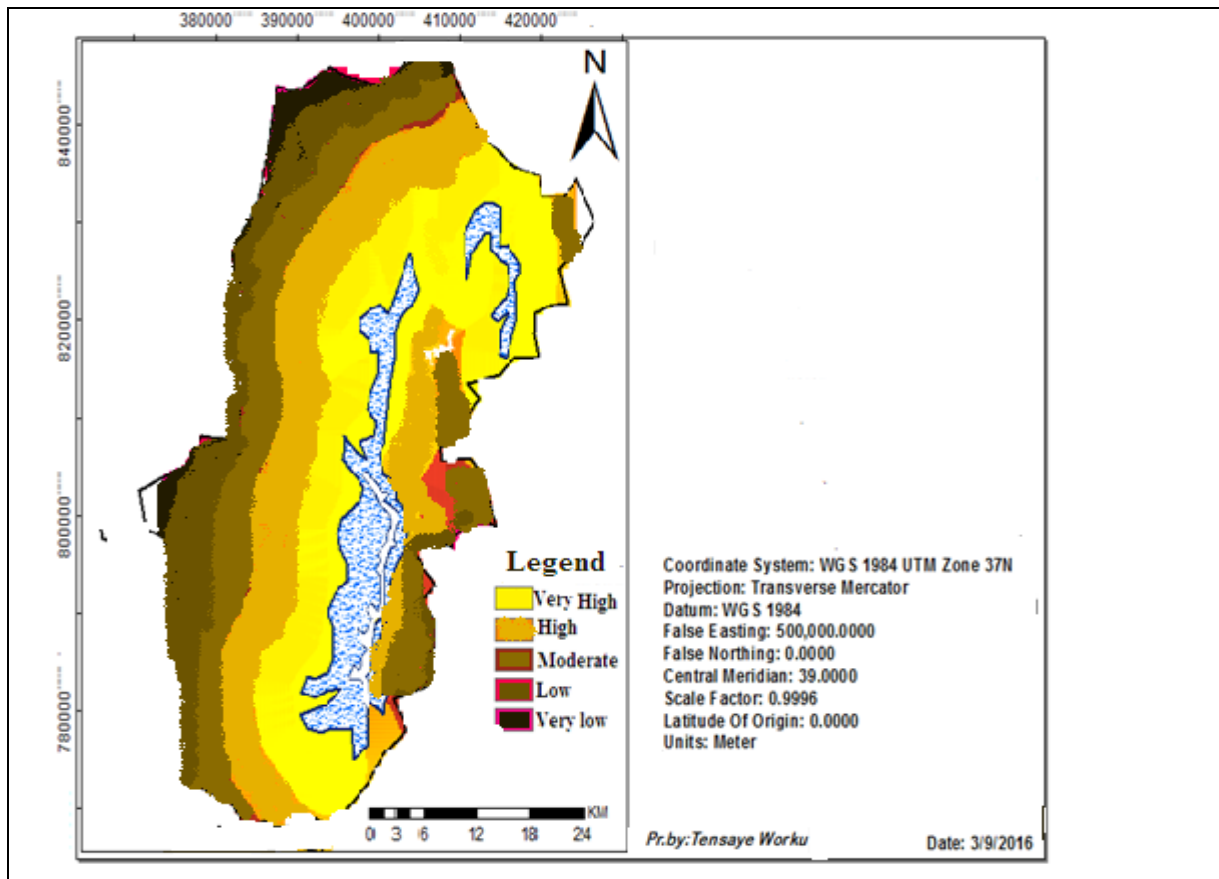 380000 390000 400000 410000 420000
840000
820000
800000
780000
N
Legend
Very High
High
Moderate
Low
Very low
KM
0 3 6 12 18 24
Coordinate System: WGS 1984 UTM Zone 37N
Projection: Transverse Mercator
Datum: WGS 1984
False Easting: 500,000.0000
False Northing: 0.0000
Central Meridian: 39.0000
Scale Factor: 0.9996
Latitude Of Origin: 0.0000
Units: Meter
Pr.by:Tensaye Worku
Date: 3/9/2016